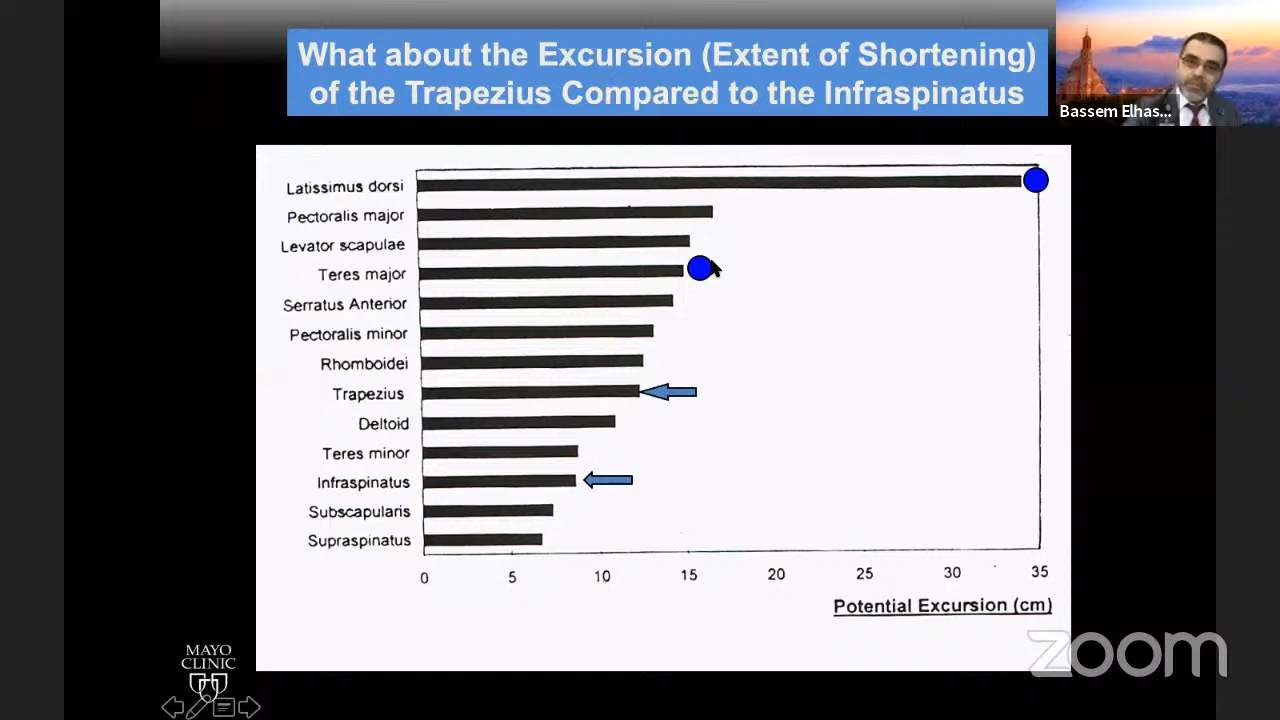 What about the Excursion (Extent of Shortening)
of the Trapezius Compared to the Infraspinatus
Bassem Elhas...
Latissimus dorsi
Pectoralis major
Levator scapulae
Teres major
Serratus Anterior
Pectoralis minor
Rhomboidei
Trapezius
Deltoid
Teres minor
Infraspinatus
Subscapularis
Supraspinatus
0 5 10 15 20 25 30 35
Potential Excursion (cm)
MAYO
CLINIC
zoom